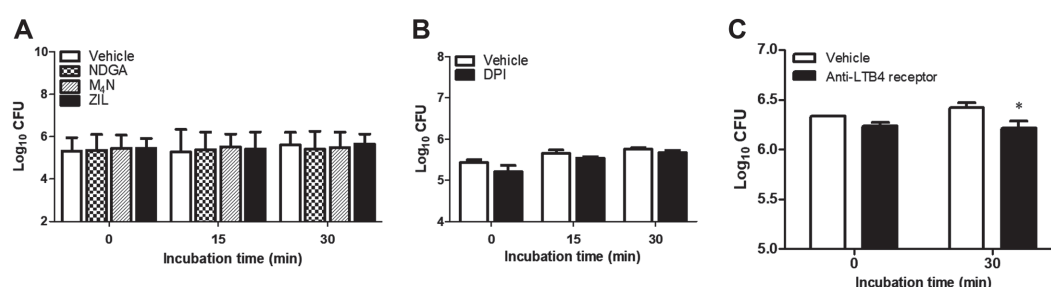 A
Log10 CFU
10
8
6
4
2
Vehicle
NDGA
M4N
ZIL
0 15 30
Incubation time (min)
B
Log10 CFU
8
7
6
5
4
Vehicle
DPI
0 15 30
Incubation time (min)
C
Log10 CFU
7.0
6.5
6.0
5.5
5.0
Vehicle
Anti-LTB4 receptor
*
0 30
Incubation time (min)